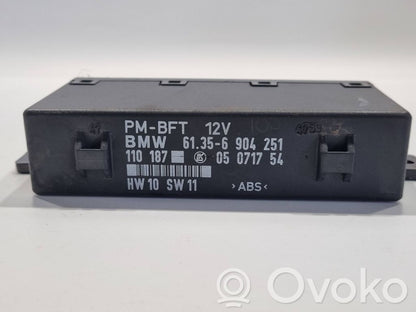 PM-BFT 12V
BMW 61.35-6 904 251
110 187 05 0717 54
HW 10 SW 11 >ABS<
Ovoko